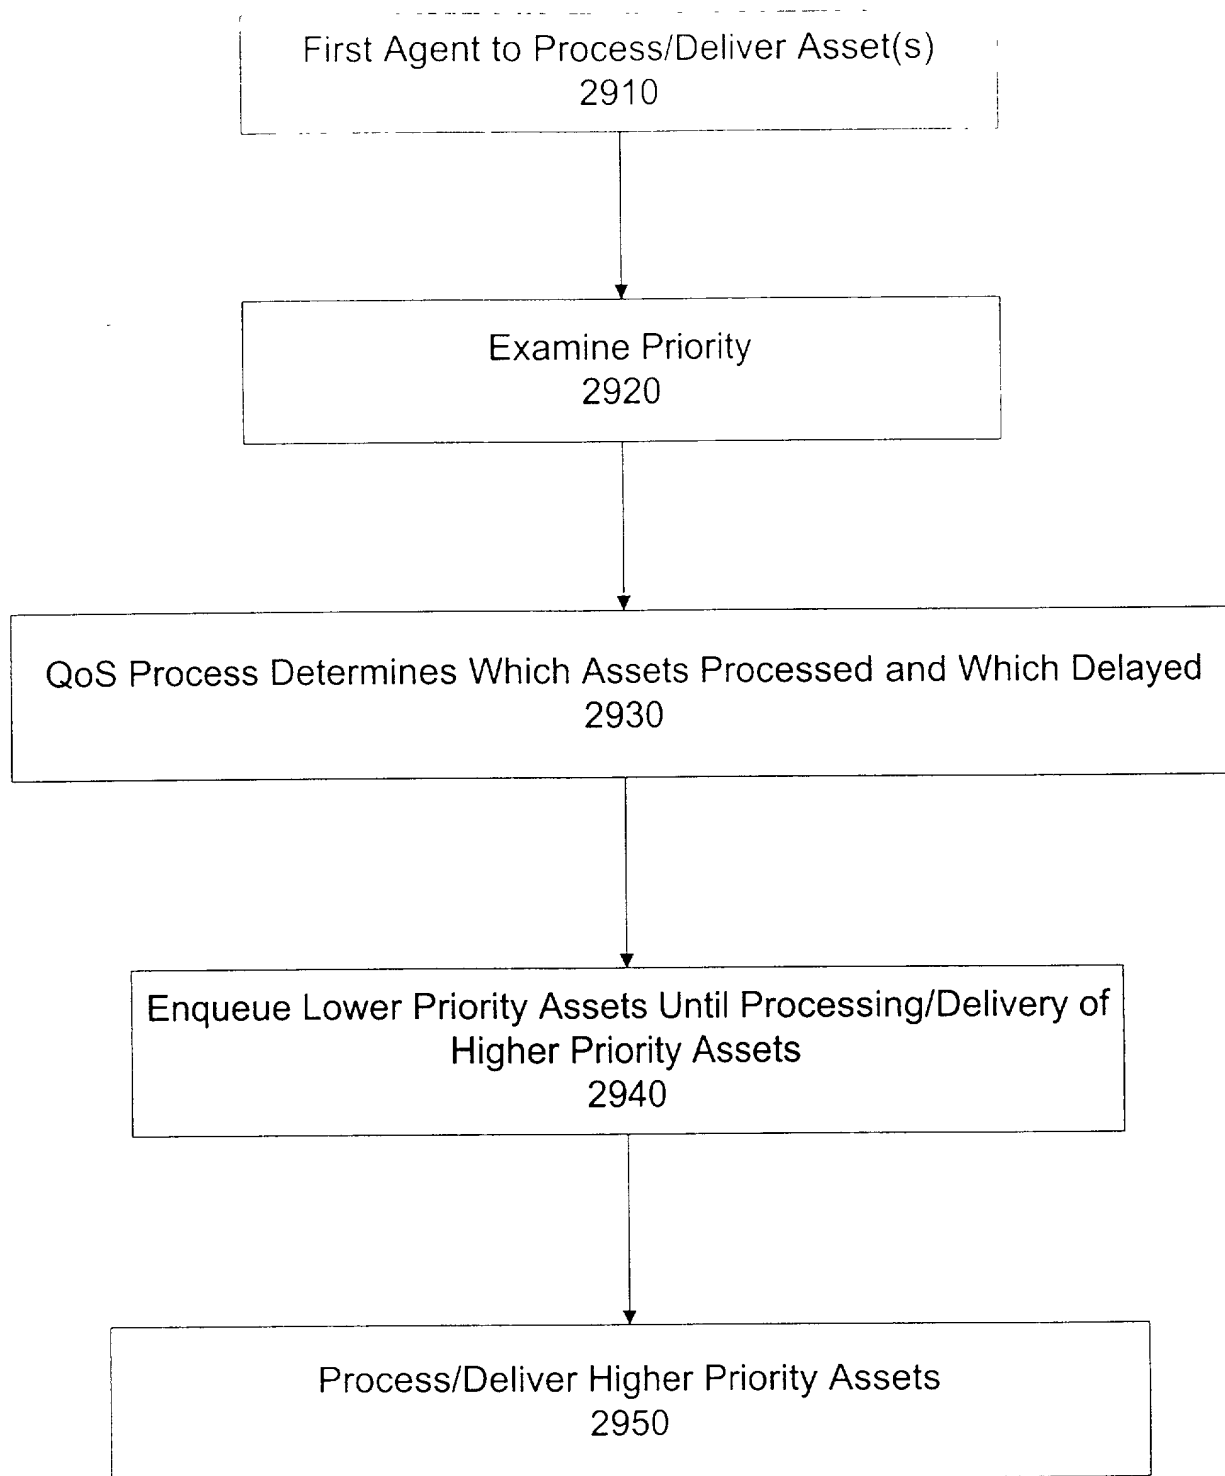 First Agent to Process/Deliver Asset(s)
2910
Examine Priority
2920
QoS Process Determines Which Assets Processed and Which Delayed
2930
Enqueue Lower Priority Assets Until Processing/Delivery of
Higher Priority Assets
2940
Process/Deliver Higher Priority Assets
2950